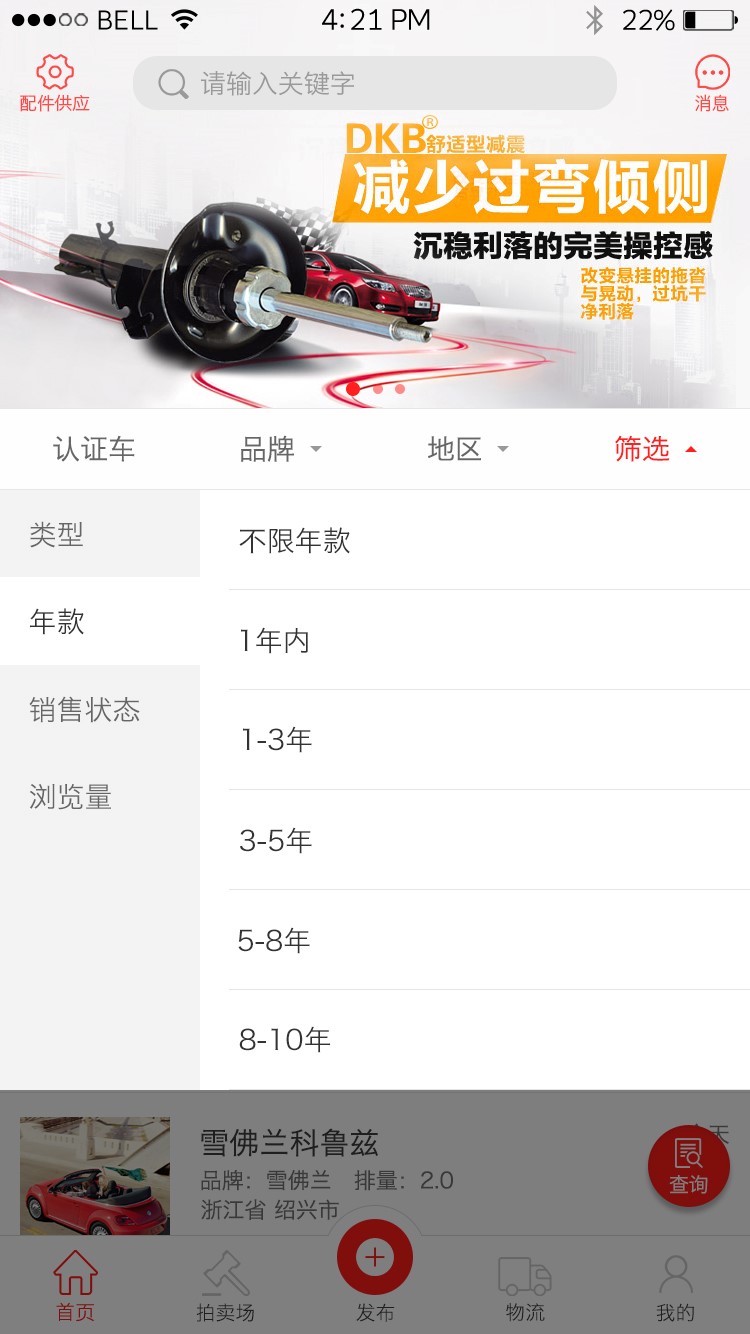 BELL 4:21 PM 22%
配件供应
请输入关键字
消息
DKB®舒适型减震
减少过弯倾侧
沉稳利落的完美操控感
改变悬挂的拖沓
与晃动，过坑干
净利落
认证车 品牌 地区 筛选
类型
年款
销售状态
浏览量
不限年款
1年内
1-3年
3-5年
5-8年
8-10年
雪佛兰科鲁兹
天
品牌：雪佛兰 排量：2.0
浙江省 绍兴市
查询
首页 拍卖场 发布 物流 我的